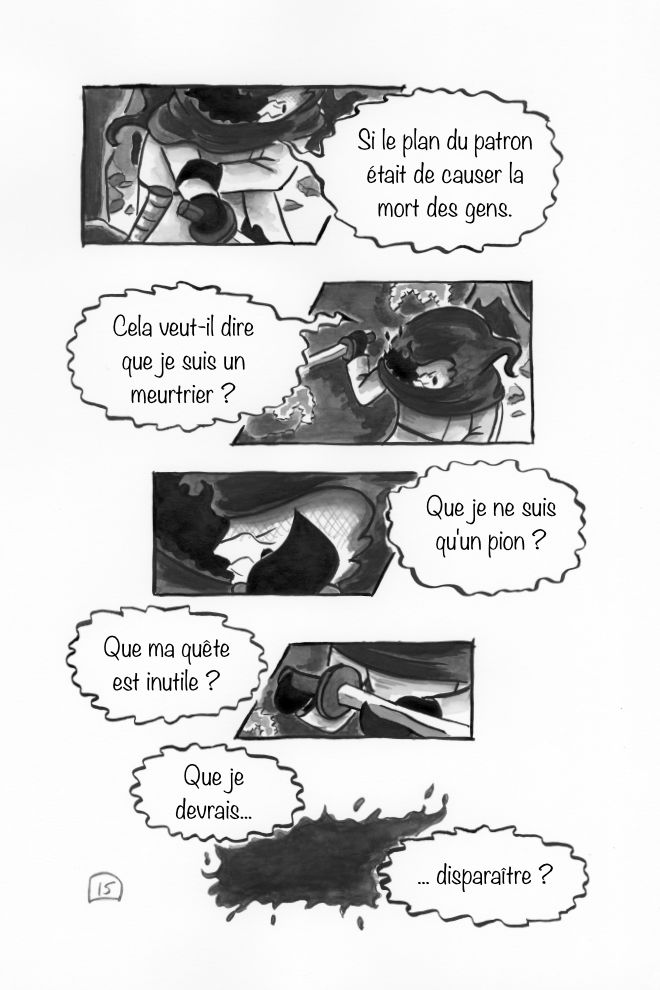 Si le plan du patron
était de causer la
mort des gens.
Cela veut-il dire
que je suis un
meurtrier ?
Que je ne suis
qu'un pion ?
Que ma quête
est inutile ?
Que je
devrais...
... disparaître ?
15